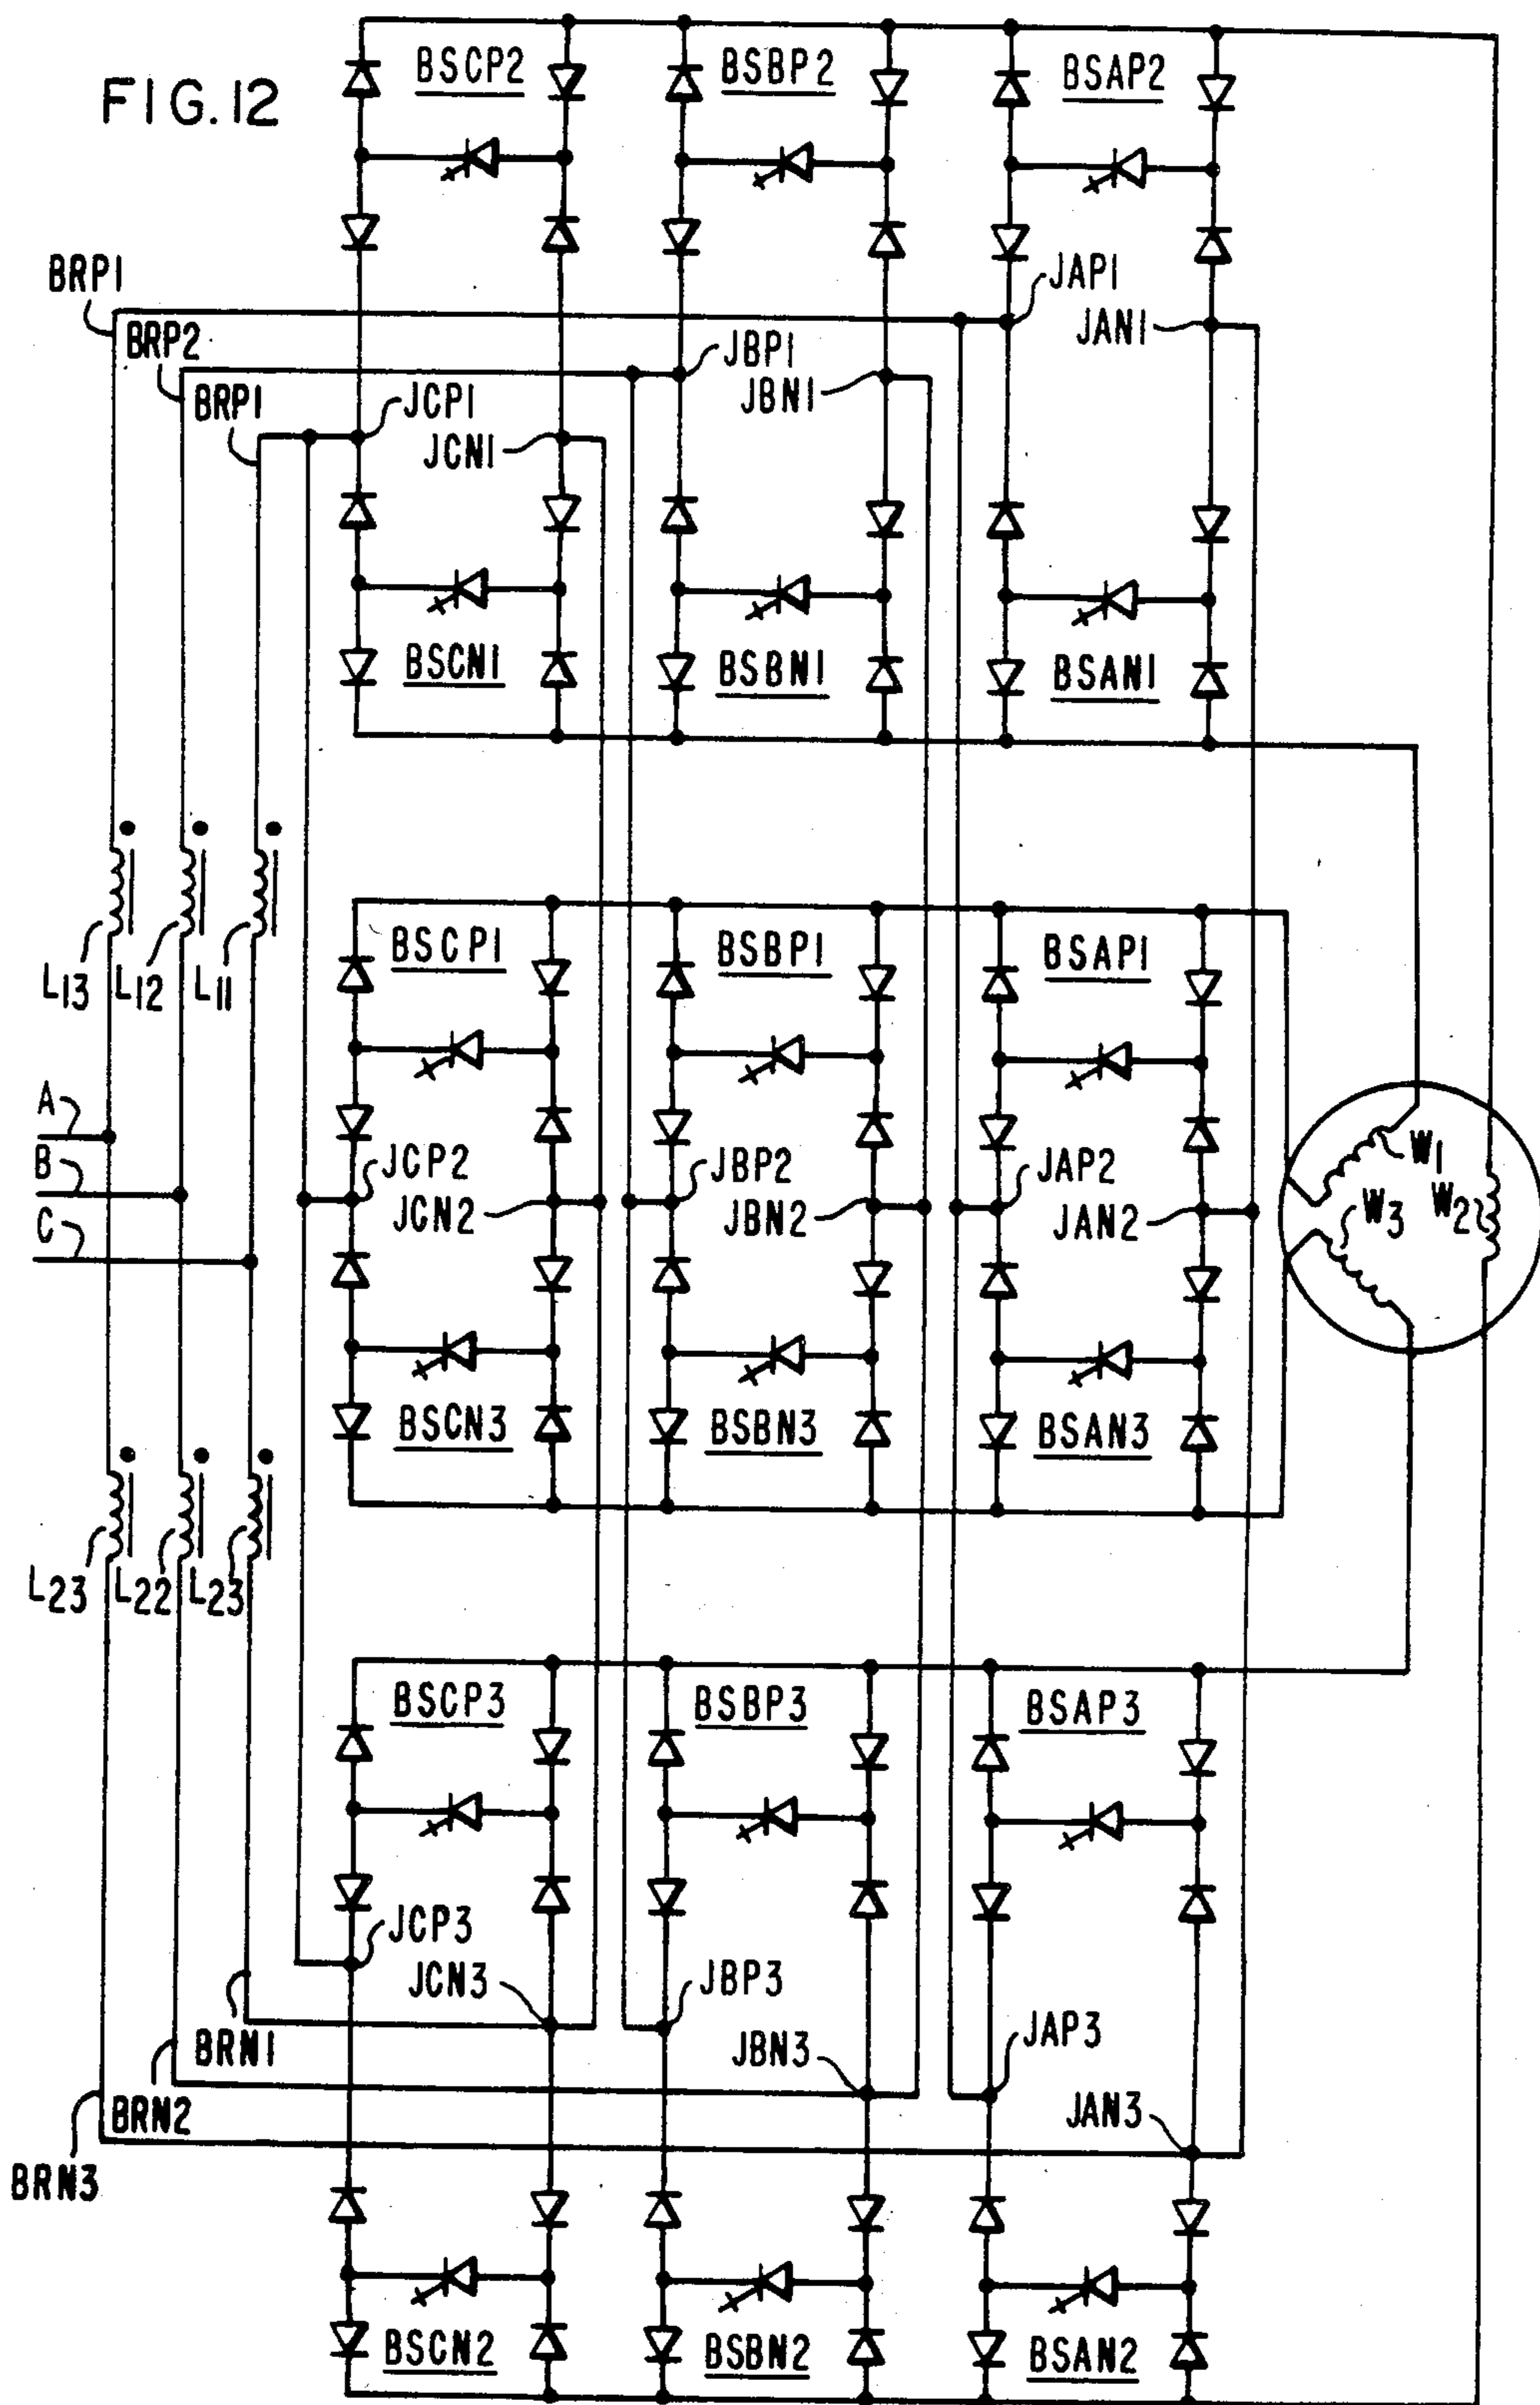 FIG.12
BSCP2
BSBP2
BSAP2
BRP1
BRP2
BRP1
JAP1
JAN1
JBP1
JBN1
JCP1
JCN1
BSCN1
BSBN1
BSAN1
L13
L12
L11
BSCP1
BSBP1
BSAP1
A
B
C
JCP2
JCN2
JBP2
JBN2
JAP2
JAN2
W1
W3
W2
BSCN3
BSBN3
BSAN3
L23
L22
L23
BSCP3
BSBP3
BSAP3
JCP3
JCN3
JBP3
JBN3
JAP3
JAN3
BRN1
BRN2
BRN3
BSCN2
BSBN2
BSAN2